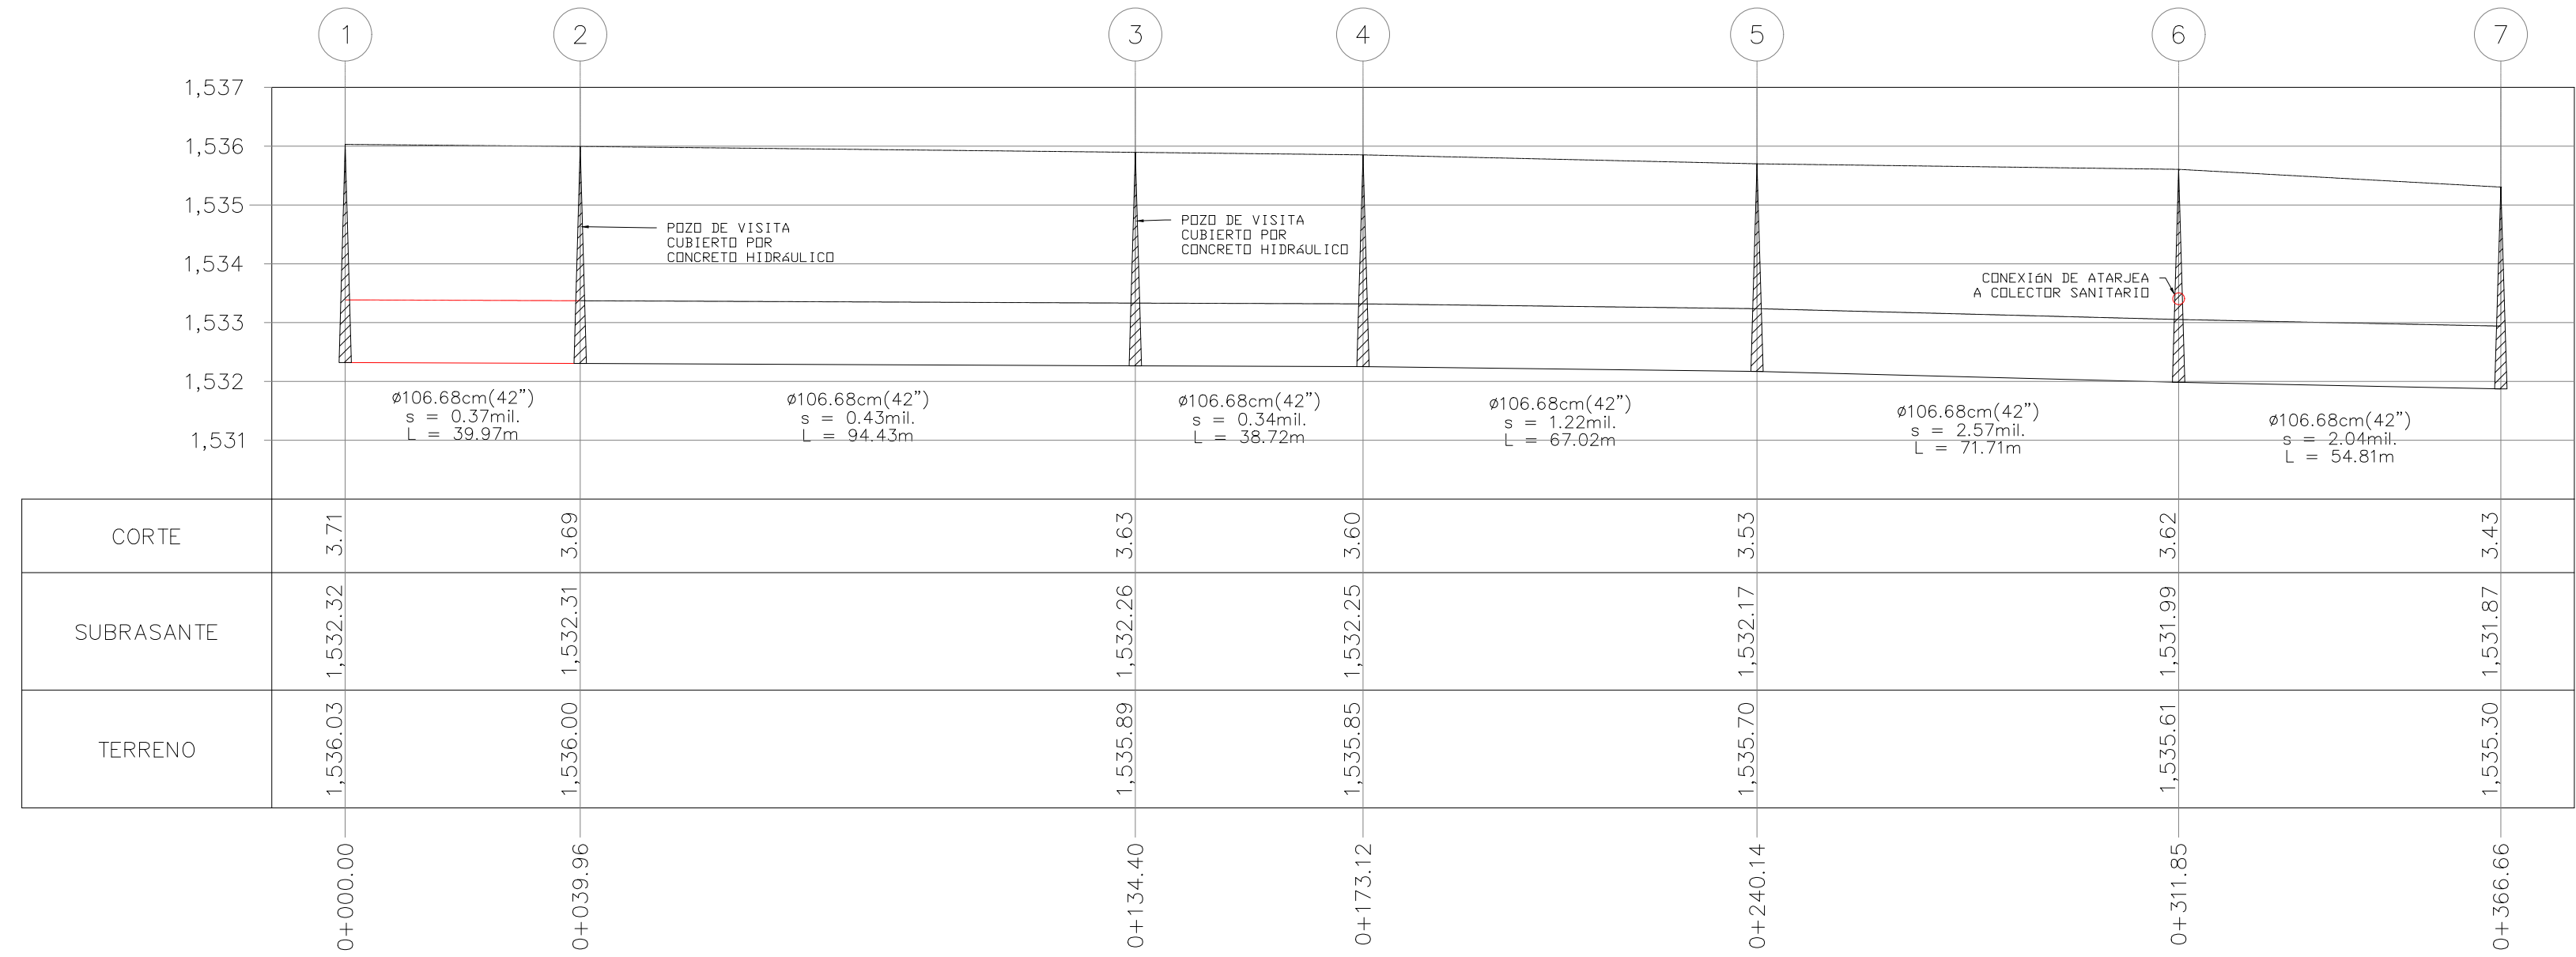 1
2
3
4
5
6
7
1,537
1,536
1,535
1,534
1,533
1,532
1,531
POZO DE VISITA
CUBIERTO POR
CONCRETO HIDRáULICO
POZO DE VISITA
CUBIERTO POR
CONCRETO HIDRáULICO
CONEXIóN DE ATARJEA
A COLECTOR SANITARIO
ø106.68cm(42")
s = 0.37mil.
L = 39.97m
ø106.68cm(42")
s = 0.43mil.
L = 94.43m
ø106.68cm(42")
s = 0.34mil.
L = 38.72m
ø106.68cm(42")
s = 1.22mil.
L = 67.02m
ø106.68cm(42")
s = 2.57mil.
L = 71.71m
ø106.68cm(42")
s = 2.04mil.
L = 54.81m
CORTE
3.71
3.69
3.63
3.60
3.53
3.62
3.43
SUBRASANTE
1,532.32
1,532.31
1,532.26
1,532.25
1,532.17
1,531.99
1,531.87
TERRENO
1,536.03
1,536.00
1,535.89
1,535.85
1,535.70
1,535.61
1,535.30
0+000.00
0+039.96
0+134.40
0+173.12
0+240.14
0+311.85
0+366.66